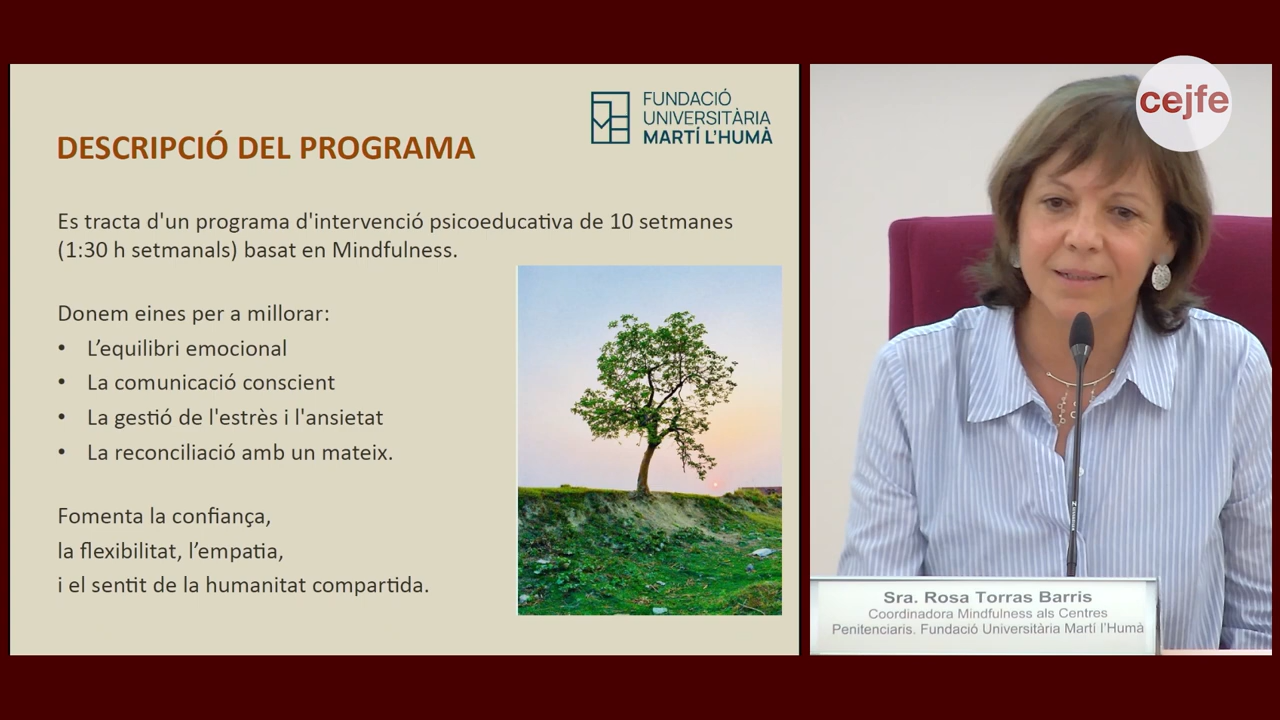 FUNDACIÓ
UNIVERSITÀRIA
MARTÍ L'HUMÀ
DESCRIPCIÓ DEL PROGRAMA
Es tracta d'un programa d'intervenció psicoeducativa de 10 setmanes
(1:30 h setmanals) basat en Mindfulness.
Donem eines per a millorar:
• L’equilibri emocional
• La comunicació conscient
• La gestió de l'estrès i l'ansietat
• La reconciliació amb un mateix.
Fomenta la confiança,
la flexibilitat, l’empatia,
i el sentit de la humanitat compartida.
cejfe
Sra. Rosa Torras Barris
Coordinadora Mindfulness als Centres
Penitenciaris. Fundació Universitària Martí l'Humà